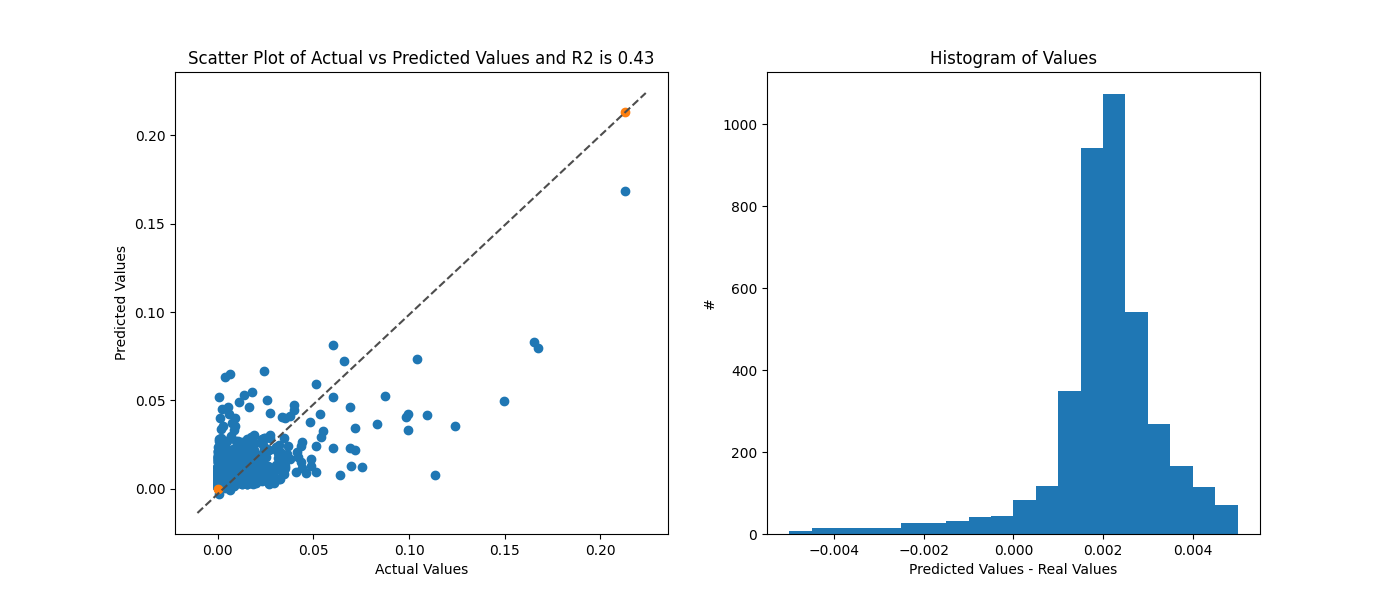 Scatter Plot of Actual vs Predicted Values and R2 is 0.43
Predicted Values
0.20
0.15
0.10
0.05
0.00
0.00 0.05 0.10 0.15 0.20
Actual Values
Histogram of Values
#
1000
800
600
400
200
0
−0.004 −0.002 0.000 0.002 0.004
Predicted Values - Real Values